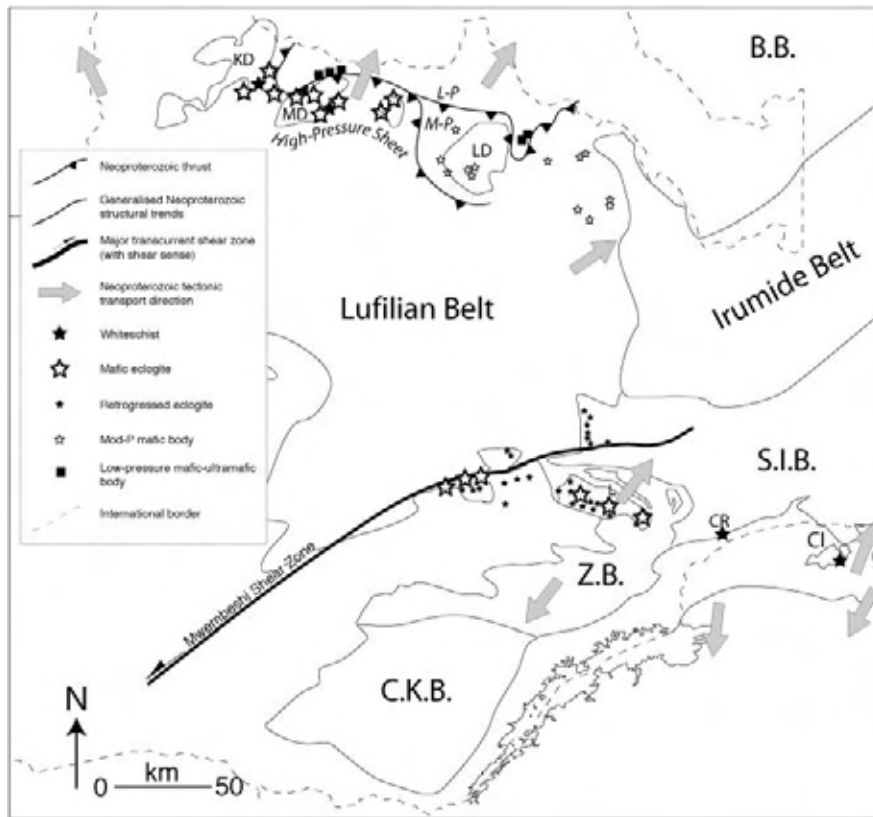 B.B.
KD
L-P
MD
M-P
High-Pressure Sheet
LD
Neoproterozoic thrust
Generalised Neoproterozoic
structural trends
Major transcurrent shear zone
(with shear sense)
Neoproterozoic tectonic
transport direction
Whiteschist
Mafic eclogite
Retrogressed eclogite
Mod-P mafic body
Low-pressure mafic-ultramafic
body
International border
Lufilian Belt
Irumide Belt
S.I.B.
CR
CI
Z.B.
Mwembeshi Shear Zone
C.K.B.
N
km
0 50